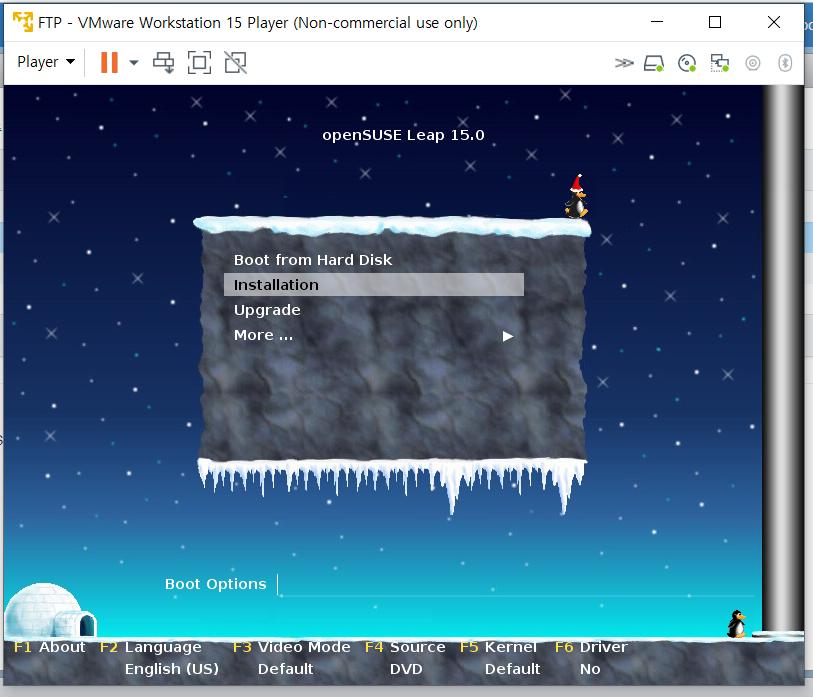 FTP - VMware Workstation 15 Player (Non-commercial use only)
Player
openSUSE Leap 15.0
Boot from Hard Disk
Installation
Upgrade
More ...
Boot Options
F1 About F2 Language F3 Video Mode F4 Source F5 Kernel F6 Driver
English (US) Default DVD Default No